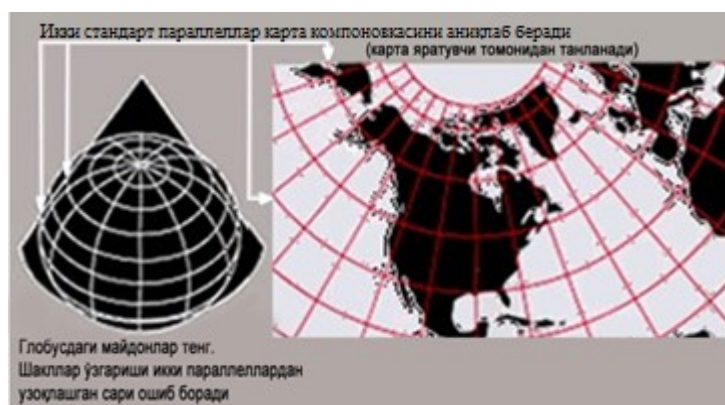 Икки стандарт параллеллар карта компоновкасини аниқлаб беради
(карта яратувчи томонидан танланади)
Глобусдаги майдонлар тенг.
Шакллар ўзгариши икки параллеллардан
узоқлашган сари ошиб боради